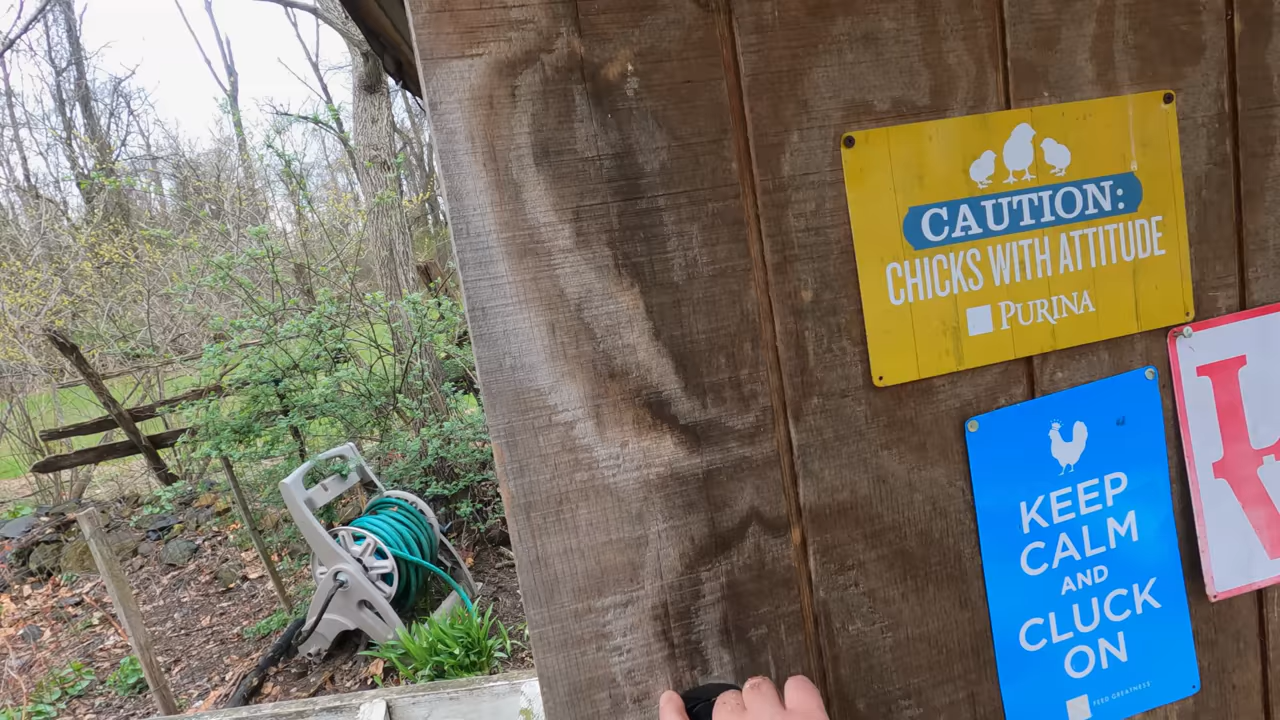 CAUTION:
CHICKS WITH ATTITUDE
PURINA
KEEP
CALM
AND
CLUCK
ON
FEED GREATNESS